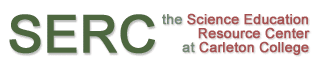 SERC
the Science Education
Resource Center
at Carleton College